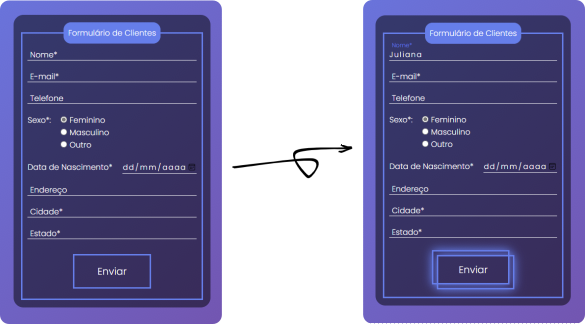 Formulário de Clientes
Nome*
E-mail*
Telefone
Sexo*:
Feminino
Masculino
Outro
Data de Nascimento* dd/mm/aaaa
Endereço
Cidade*
Estado*
Enviar
Formulário de Clientes
Nome*
Juliana
E-mail*
Telefone
Sexo*:
Feminino
Masculino
Outro
Data de Nascimento* dd/mm/aaaa
Endereço
Cidade*
Estado*
Enviar